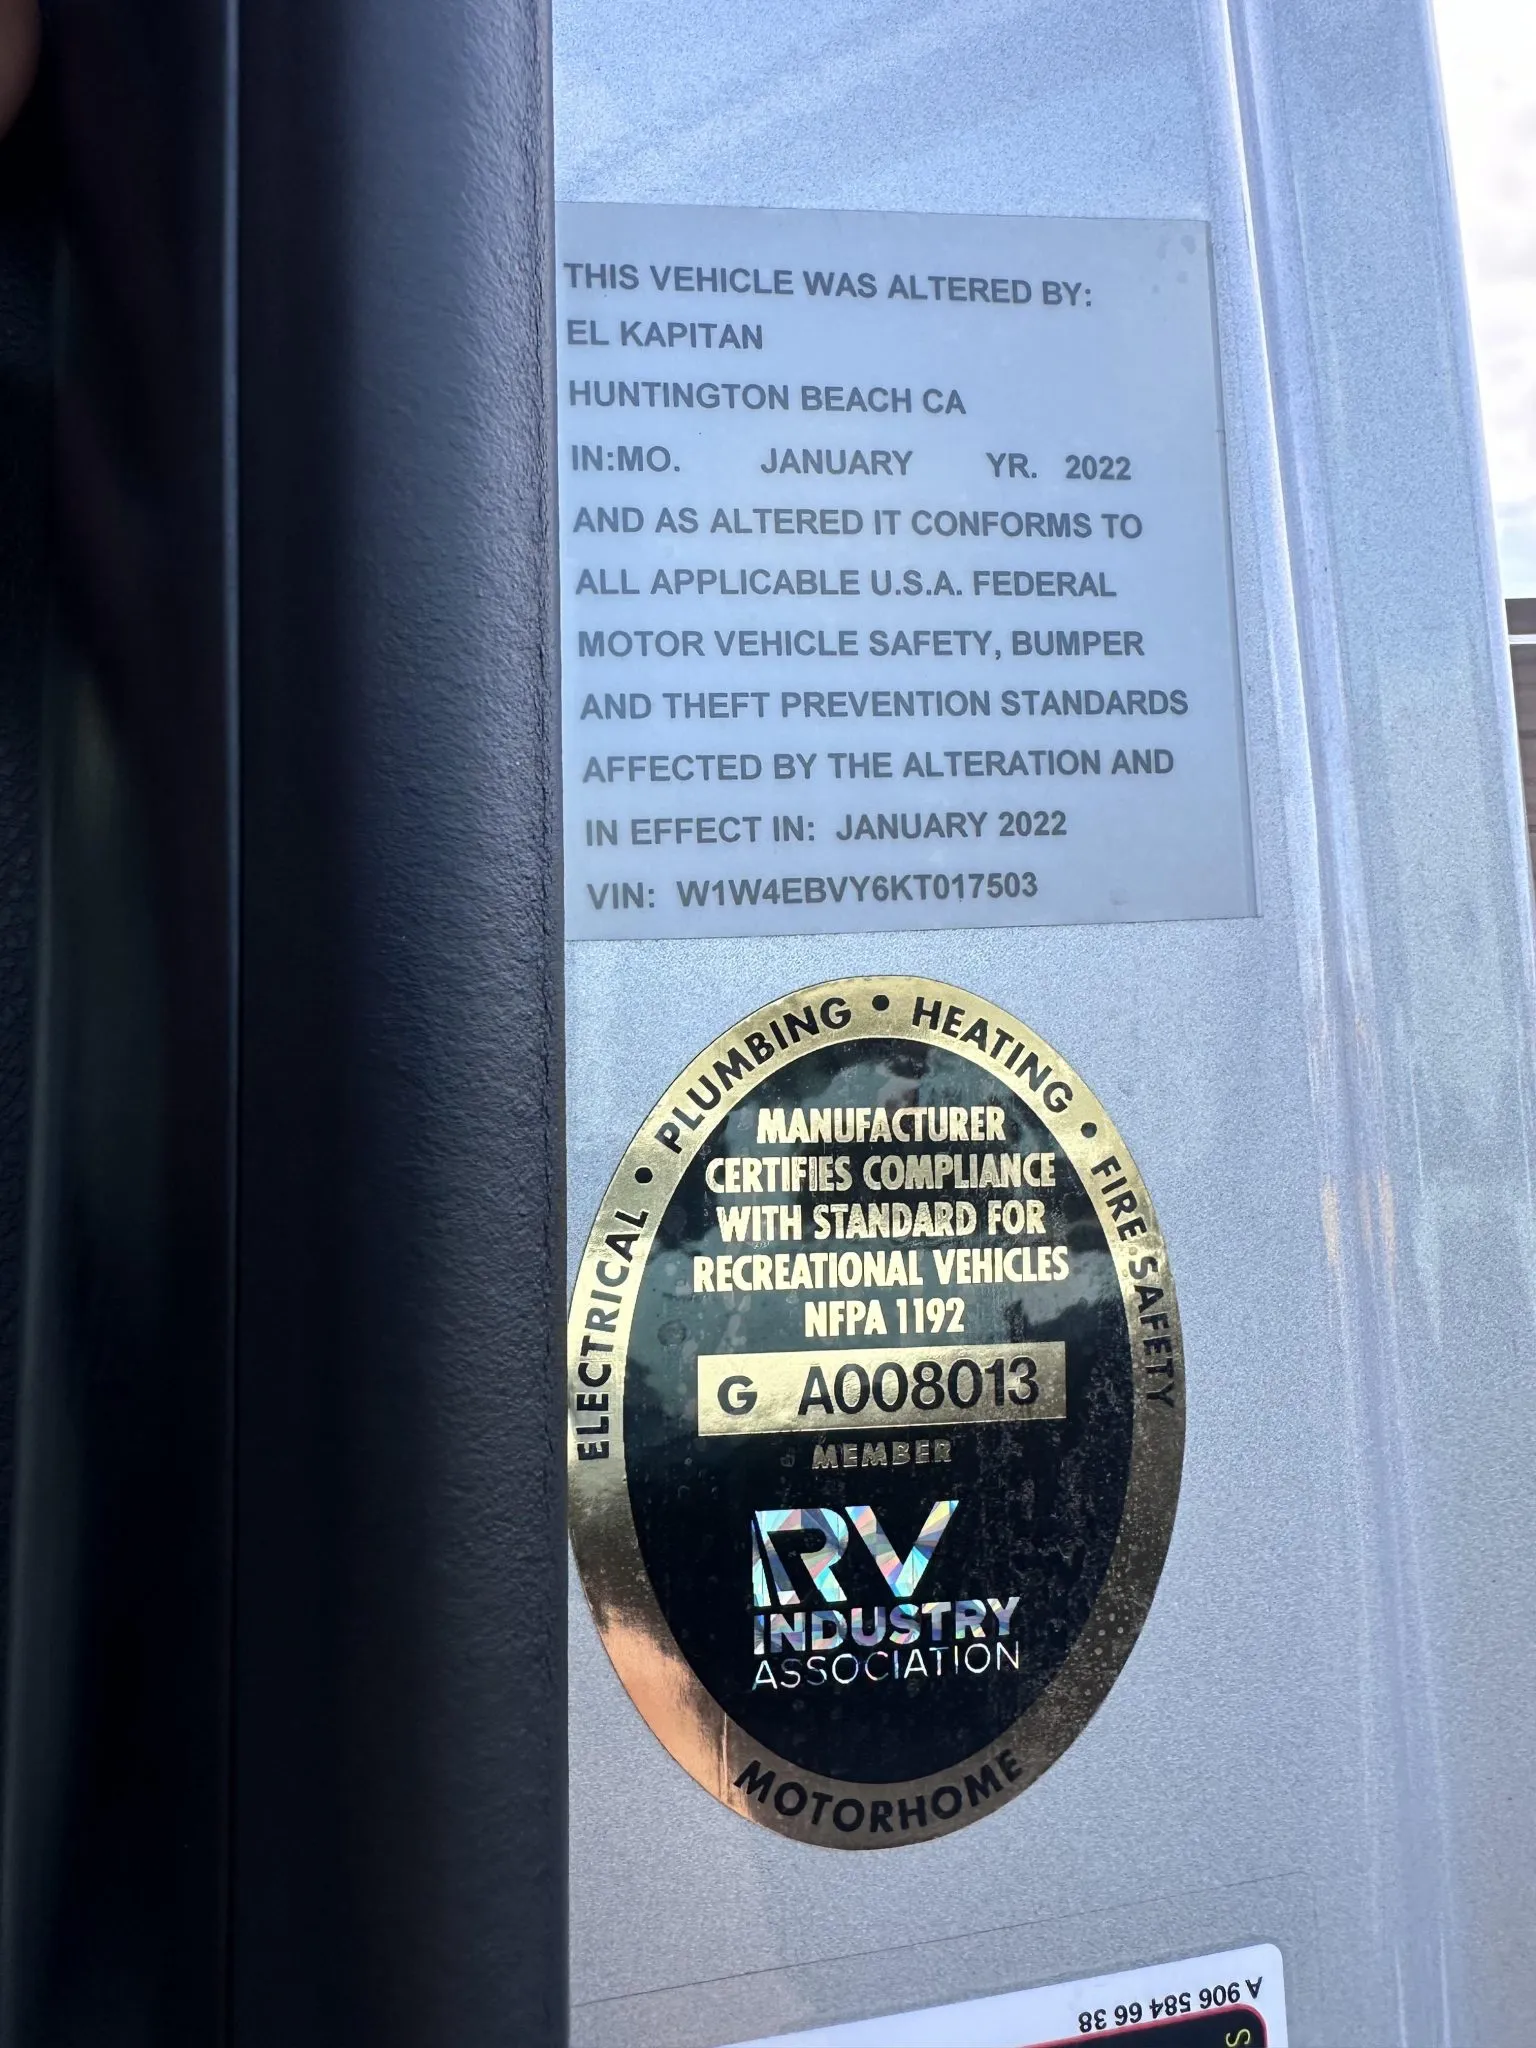 THIS VEHICLE WAS ALTERED BY:
EL KAPITAN
HUNTINGTON BEACH CA
IN:MO. JANUARY YR. 2022
AND AS ALTERED IT CONFORMS TO
ALL APPLICABLE U.S.A. FEDERAL
MOTOR VEHICLE SAFETY, BUMPER
AND THEFT PREVENTION STANDARDS
AFFECTED BY THE ALTERATION AND
IN EFFECT IN: JANUARY 2022
VIN: W1W4EBVY6KT017503
ELECTRICAL • PLUMBING • HEATING • FIRE SAFETY
MANUFACTURER
CERTIFIES COMPLIANCE
WITH STANDARD FOR
RECREATIONAL VEHICLES
NFPA 1192
G A008013
MEMBER
RV
INDUSTRY
ASSOCIATION
MOTORHOME
A 906 584 66 38
S